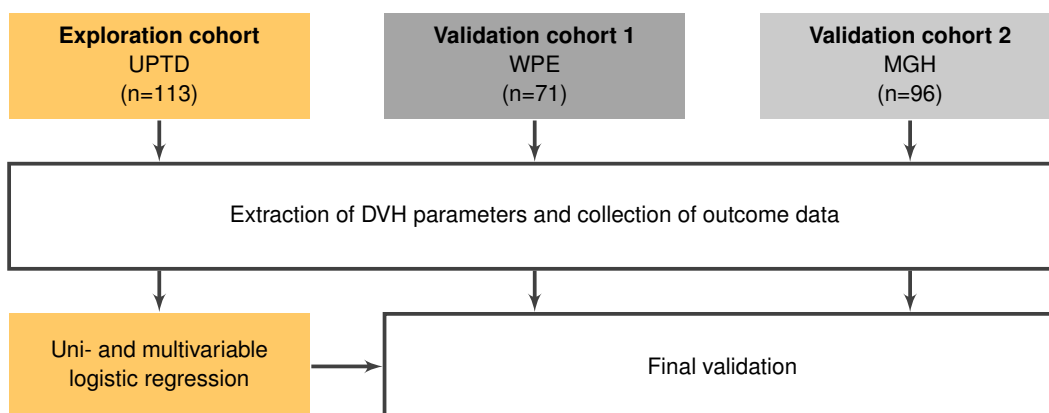 Exploration cohort
UPTD
(n=113)
Validation cohort 1
WPE
(n=71)
Validation cohort 2
MGH
(n=96)
Extraction of DVH parameters and collection of outcome data
Uni- and multivariable
logistic regression
Final validation